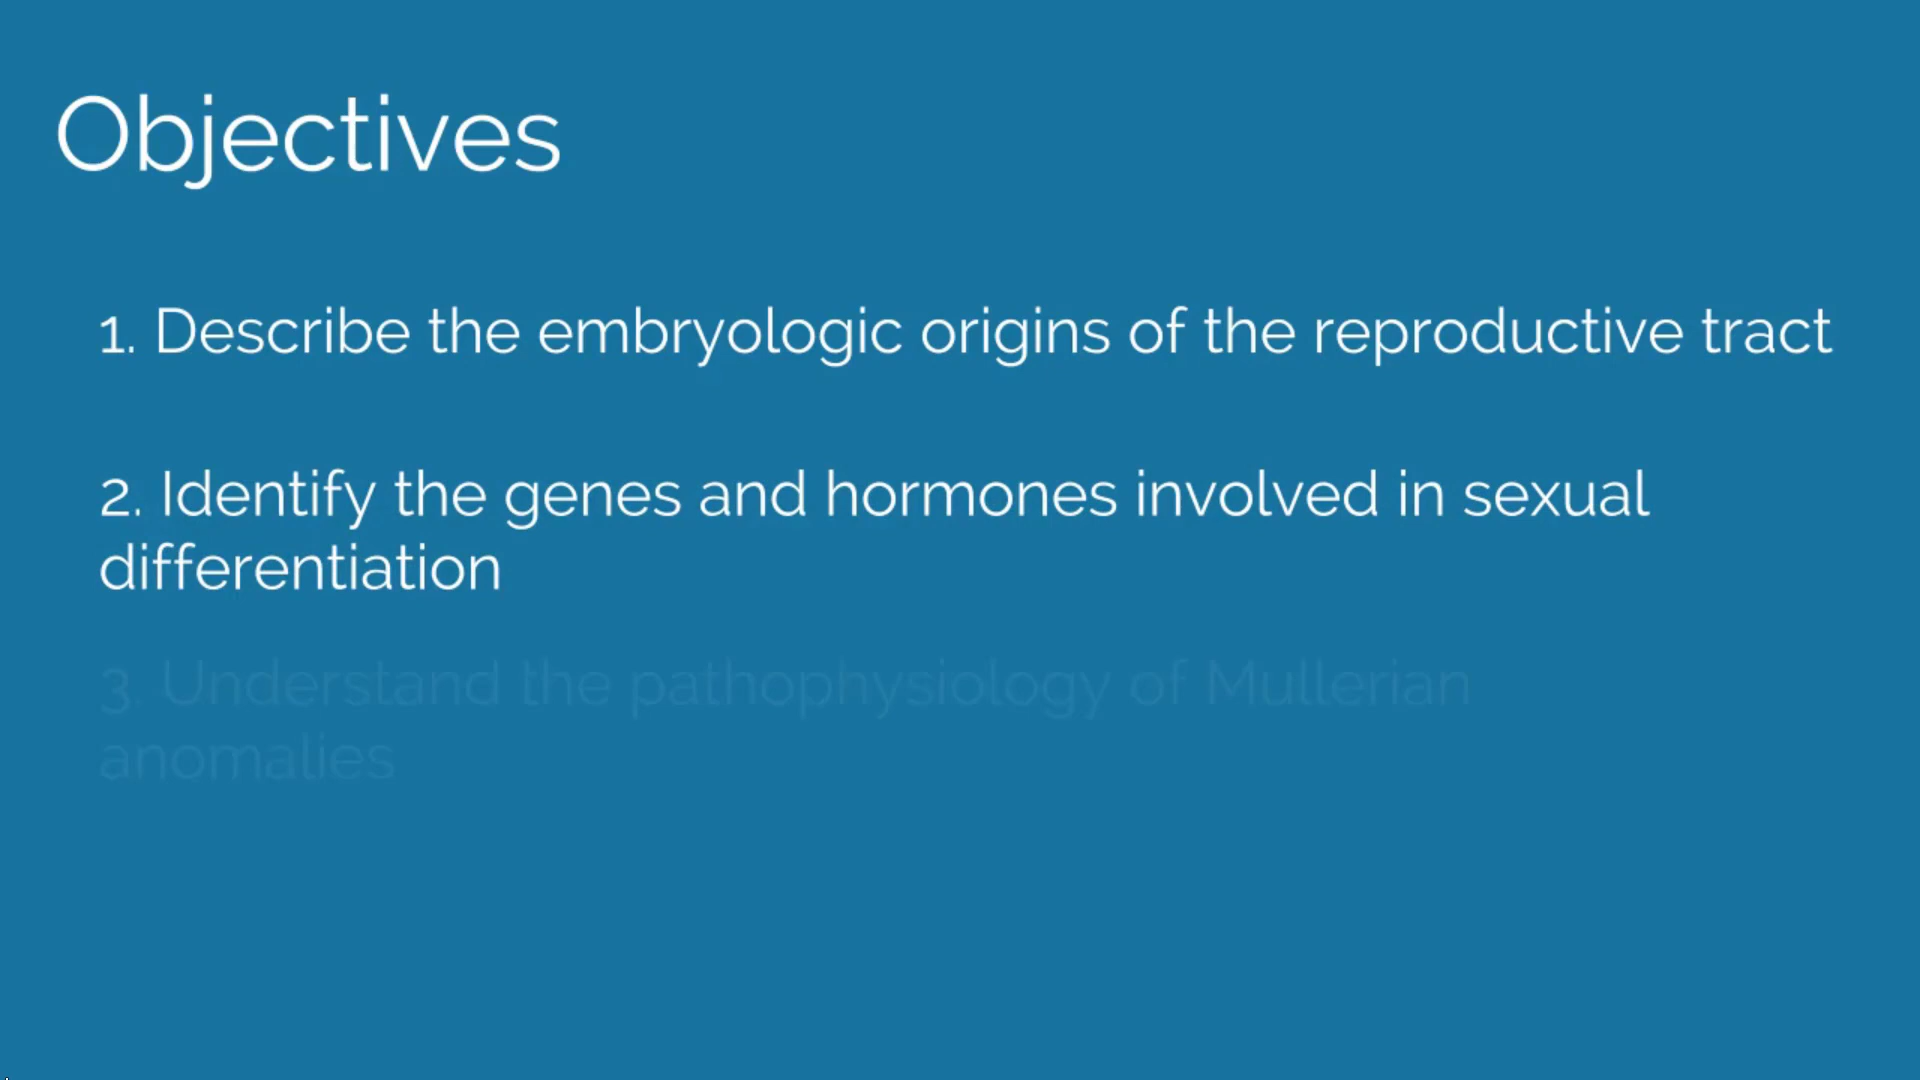 Objectives
1. Describe the embryologic origins of the reproductive tract
2. Identify the genes and hormones involved in sexual
differentiation
3. Understand the pathophysiology of Mullerian
anomalies